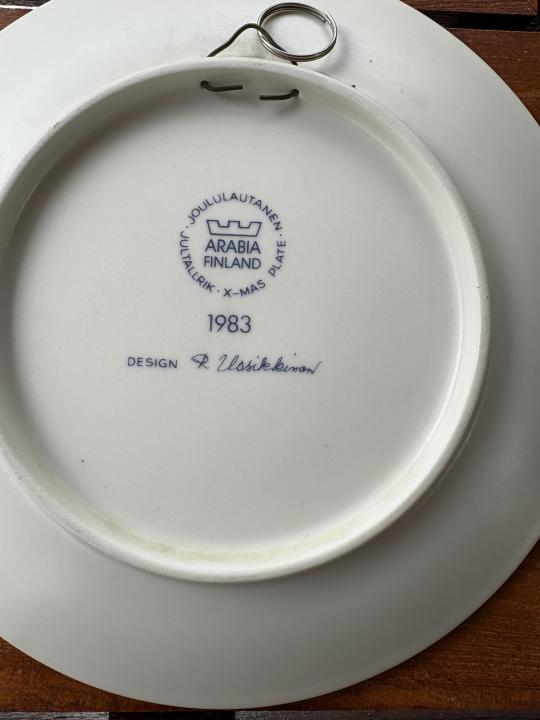 JOULULAUTANEN · X-MAS PLATE · JULTALLRIK ·
ARABIA
FINLAND
1983
DESIGN R Uosikkinen